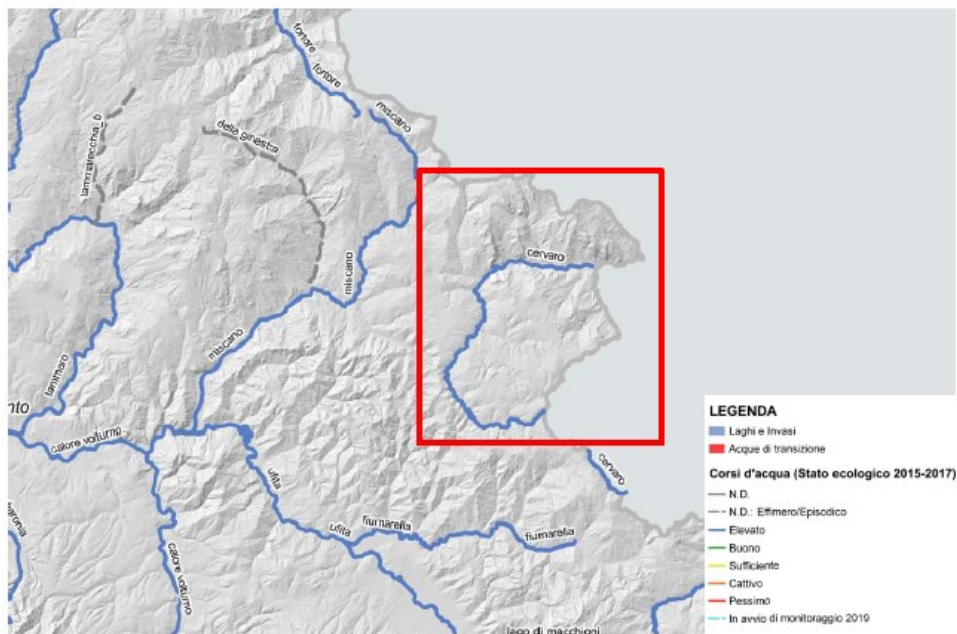 fortore
fortore
miscano
tammarecchia_b
della ginestra
cervaro
miscano
miscano
tammaro
nto
calore volturno
ufita
cervaro
ufita
fiumarella
fiumarella
calore volturno
lago di macchioni
LEGENDA
Laghi e Invasi
Acque di transizione
Corsi d'acqua (Stato ecologico 2015-2017)
N.D.
N.D.: Effimero/Episodico
Elevato
Buono
Sufficiente
Cattivo
Pessimo
In avvio di monitoraggio 2019